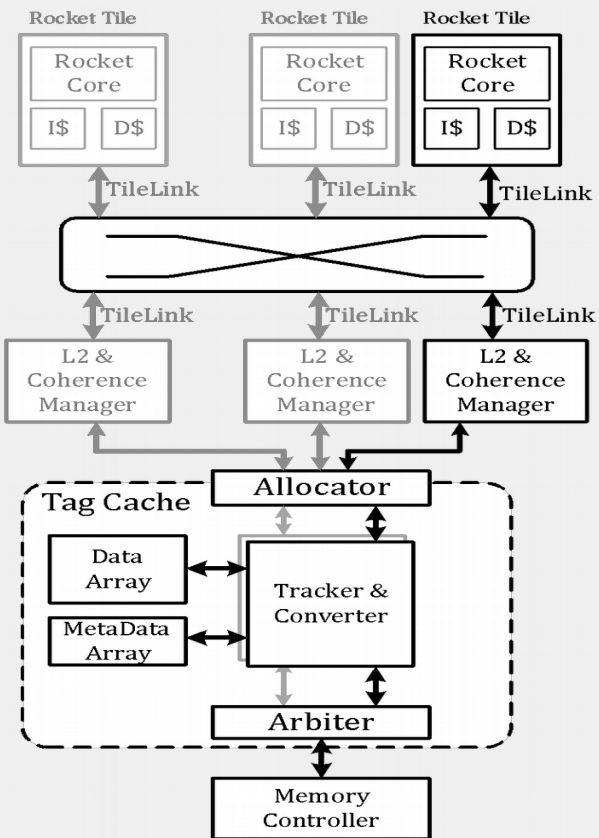 Rocket Tile
Rocket Tile
Rocket Tile
Rocket
Core
I$
D$
Rocket
Core
I$
D$
Rocket
Core
I$
D$
TileLink
TileLink
TileLink
TileLink
TileLink
TileLink
L2 &
Coherence
Manager
L2 &
Coherence
Manager
L2 &
Coherence
Manager
Allocator
Tag Cache
Data
Array
MetaData
Array
Tracker &
Converter
Arbiter
Memory
Controller